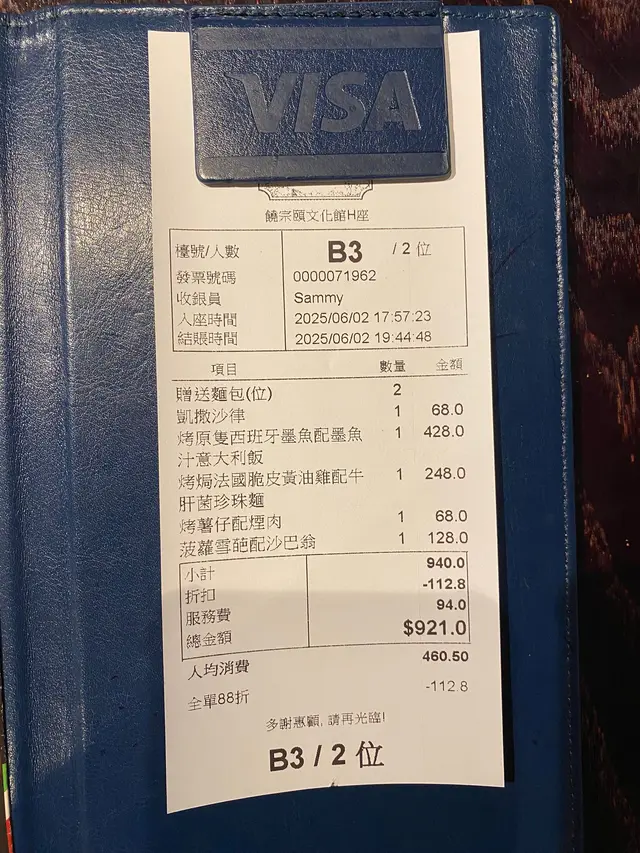 VISA
饒宗頤文化館H座
檯號/人數 B3 / 2 位
發票號碼 0000071962
收銀員 Sammy
入座時間 2025/06/02 17:57:23
結賬時間 2025/06/02 19:44:48
項目 數量 金額
贈送麵包(位) 2
凱撒沙律 1 68.0
烤原隻西班牙墨魚配墨魚 1 428.0
汁意大利飯
烤焗法國脆皮黃油雞配牛 1 248.0
肝菌珍珠麵
烤薯仔配煙肉 1 68.0
菠蘿雪葩配沙巴翁 1 128.0
小計 940.0
折扣 -112.8
服務費 94.0
總金額 $921.0
人均消費 460.50
全單88折 -112.8
多謝惠顧, 請再光臨!
B3 / 2 位